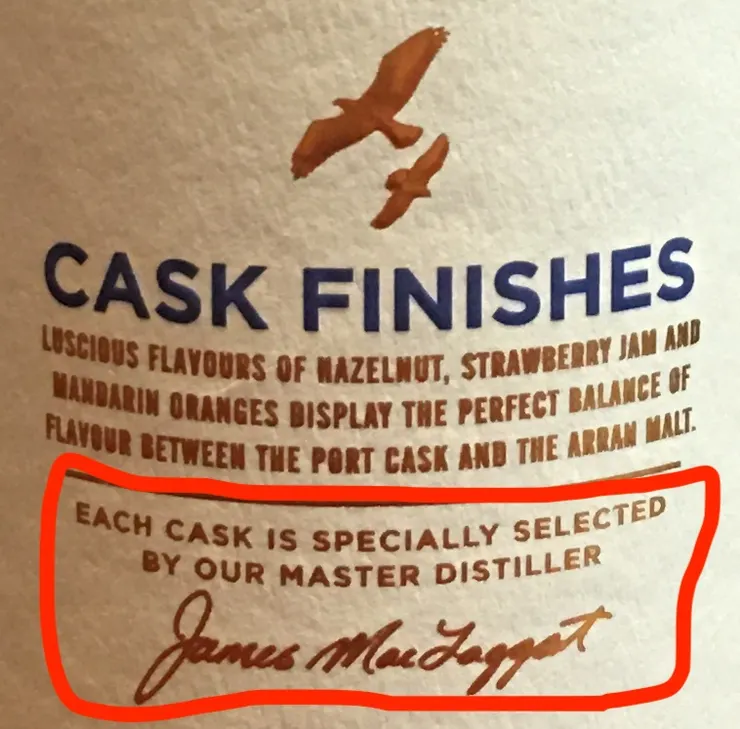 CASK FINISHES
LUSCIOUS FLAVOURS OF HAZELNUT, STRAWBERRY JAM AND
MANDARIN ORANGES DISPLAY THE PERFECT BALANCE OF
FLAVOUR BETWEEN THE PORT CASK AND THE ARRAN MALT.
EACH CASK IS SPECIALLY SELECTED
BY OUR MASTER DISTILLER
James MacTaggart